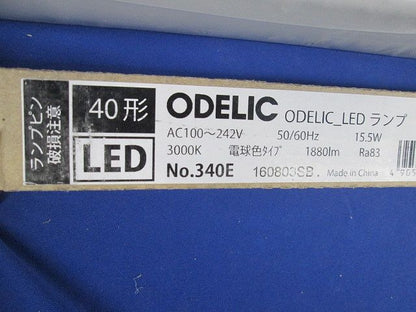 ランプピン
破損注意
40形
LED
ODELIC ODELIC_LED ランプ
AC100～242V 50/60Hz 15.5W
3000K 電球色タイプ 1880lm Ra83
No.340E 160803SB. Made in China
4"905